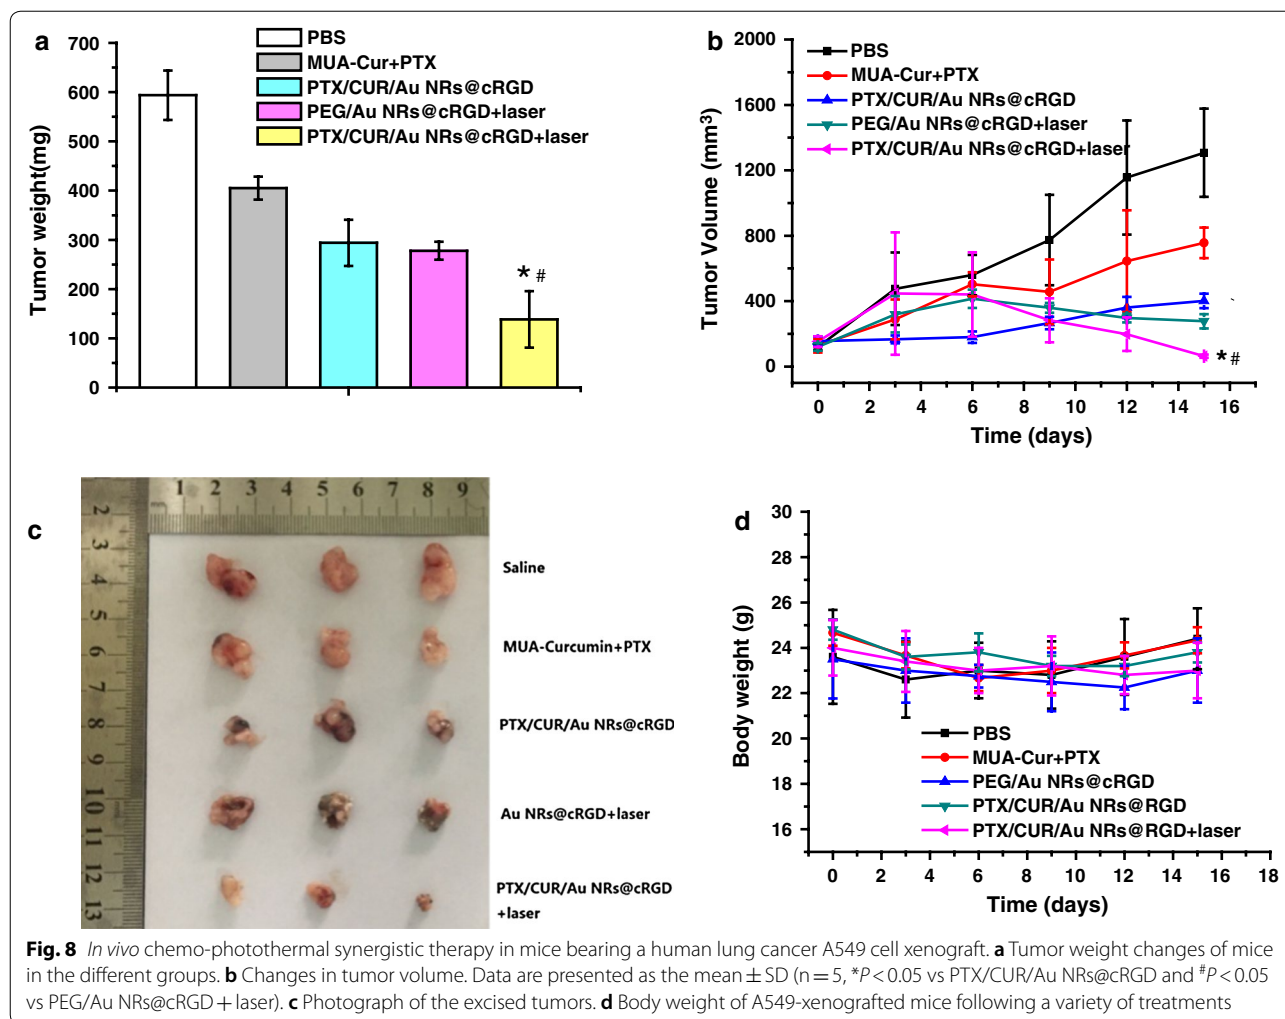 a
700
600
500
400
300
200
100
0
Tumor weight(mg)
PBS
MUA-Cur+PTX
PTX/CUR/Au NRs@cRGD
PEG/Au NRs@cRGD+laser
PTX/CUR/Au NRs@cRGD+laser
* #
b
2000
1600
1200
800
400
0
Tumor Volume (mm³)
PBS
MUA-Cur+PTX
PTX/CUR/Au NRs@cRGD
PEG/Au NRs@cRGD+laser
PTX/CUR/Au NRs@cRGD+laser
* #
0 2 4 6 8 10 12 14 16
Time (days)
c
1 2 3 4 5 6 7 8 9
2
3
4
5
6
7
8
9
10
11
12
13
Saline
MUA-Curcumin+PTX
PTX/CUR/Au NRs@cRGD
Au NRs@cRGD+laser
PTX/CUR/Au NRs@cRGD
+laser
d
30
28
26
24
22
20
18
16
Body weight (g)
PBS
MUA-Cur+PTX
PEG/Au NRs@cRGD
PTX/CUR/Au NRs@RGD
PTX/CUR/Au NRs@RGD+laser
0 2 4 6 8 10 12 14 16 18
Time (days)
Fig. 8 In vivo chemo-photothermal synergistic therapy in mice bearing a human lung cancer A549 cell xenograft. a Tumor weight changes of mice
in the different groups. b Changes in tumor volume. Data are presented as the mean ± SD (n = 5, *P < 0.05 vs PTX/CUR/Au NRs@cRGD and #P < 0.05
vs PEG/Au NRs@cRGD + laser). c Photograph of the excised tumors. d Body weight of A549-xenografted mice following a variety of treatments